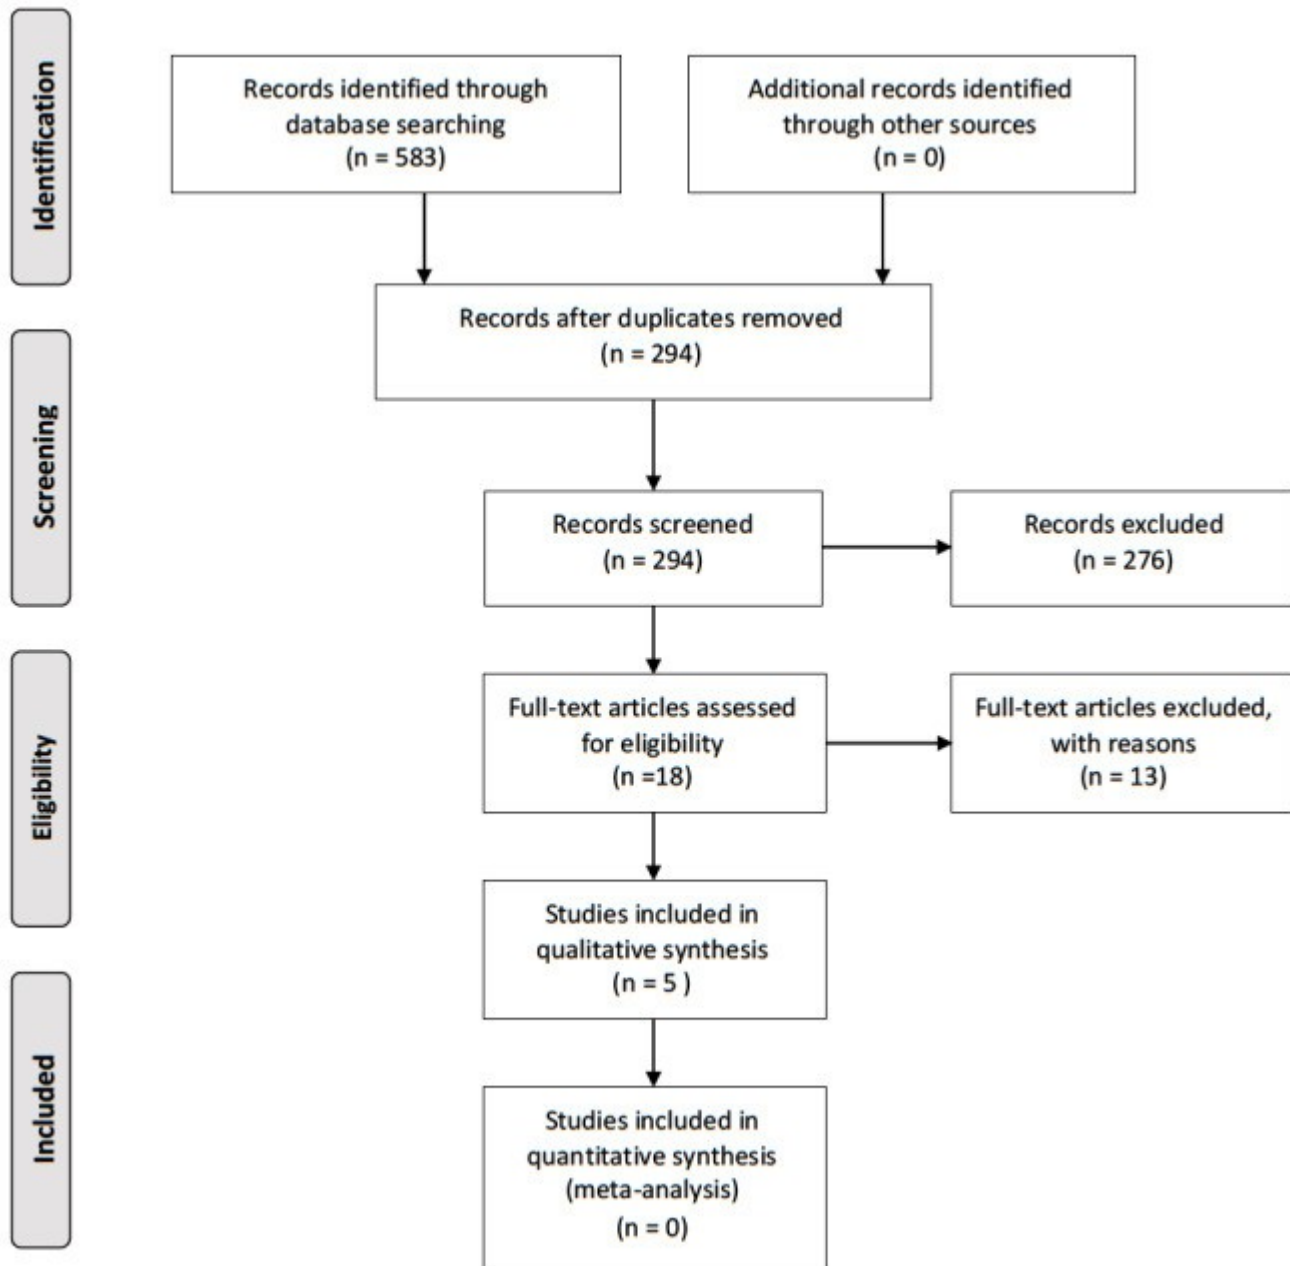 Identification
Records identified through
database searching
(n = 583)
Additional records identified
through other sources
(n = 0)
Records after duplicates removed
(n = 294)
Screening
Records screened
(n = 294)
Records excluded
(n = 276)
Eligibility
Full-text articles assessed
for eligibility
(n =18)
Full-text articles excluded,
with reasons
(n = 13)
Studies included in
qualitative synthesis
(n = 5 )
Included
Studies included in
quantitative synthesis
(meta-analysis)
(n = 0)